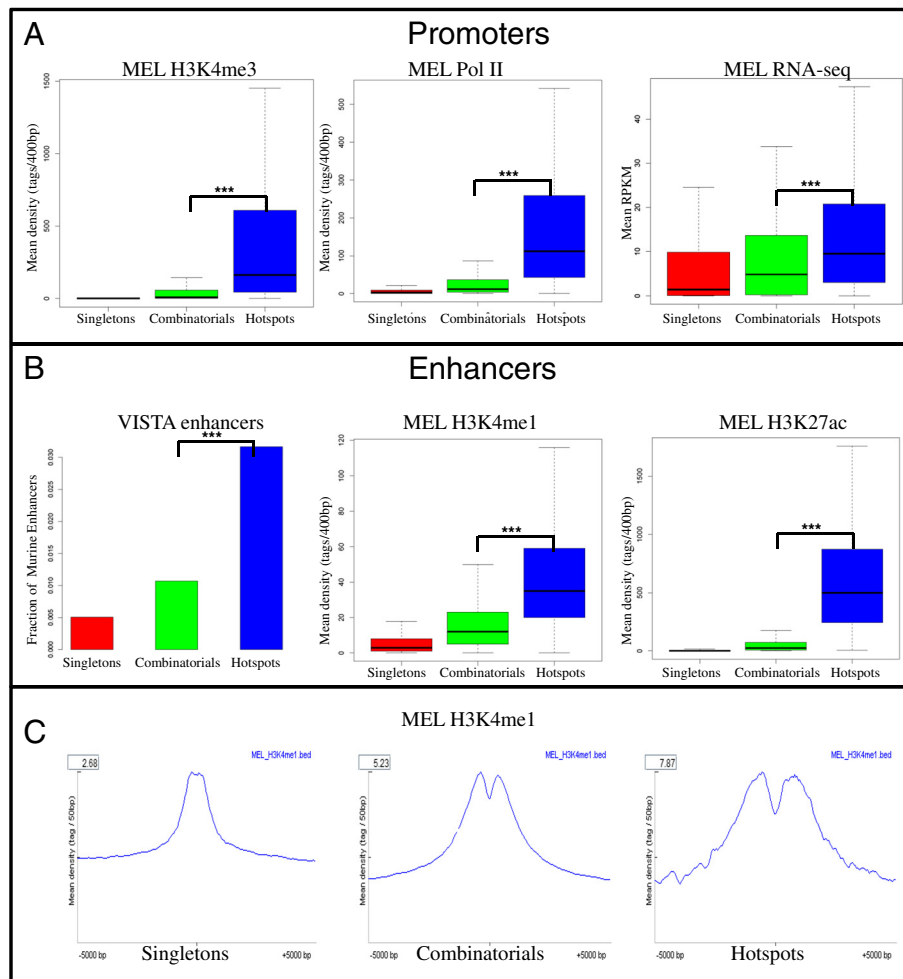 A
Promoters
MEL H3K4me3
Mean density (tags/400bp)
0
500
1000
1500
***
Singletons
Combinatorials
Hotspots
MEL Pol II
Mean density (tags/400bp)
0
100
200
300
400
500
***
Singletons
Combinatorials
Hotspots
MEL RNA-seq
Mean RPKM
0
10
20
30
40
***
Singletons
Combinatorials
Hotspots
B
Enhancers
VISTA enhancers
Fraction of Murine Enhancers
0.000
0.005
0.010
0.015
0.020
0.025
0.030
***
Singletons
Combinatorials
Hotspots
MEL H3K4me1
Mean density (tags/400bp)
0
20
40
60
80
100
120
***
Singletons
Combinatorials
Hotspots
MEL H3K27ac
Mean density (tags/400bp)
0
500
1000
1500
***
Singletons
Combinatorials
Hotspots
C
MEL H3K4me1
2.68
MEL_H3K4me1.bed
Mean density (tag / 50bp)
-5000 bp
+5000 bp
Singletons
5.23
MEL_H3K4me1.bed
Mean density (tag / 50bp)
-5000 bp
+5000 bp
Combinatorials
7.87
MEL_H3K4me1.bed
Mean density (tag / 50bp)
-5000 bp
+5000 bp
Hotspots